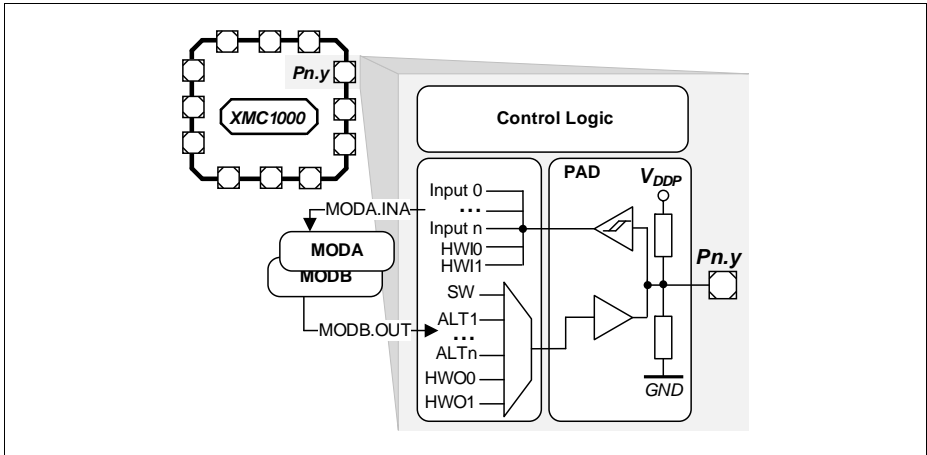 Pn.y
XMC1000
Control Logic
PAD
VDDP
Input 0
...
Input n
HWI0
HWI1
MODA.INA
MODA
MODB
MODB.OUT
SW
ALT1
...
ALTn
HWO0
HWO1
Pn.y
GND